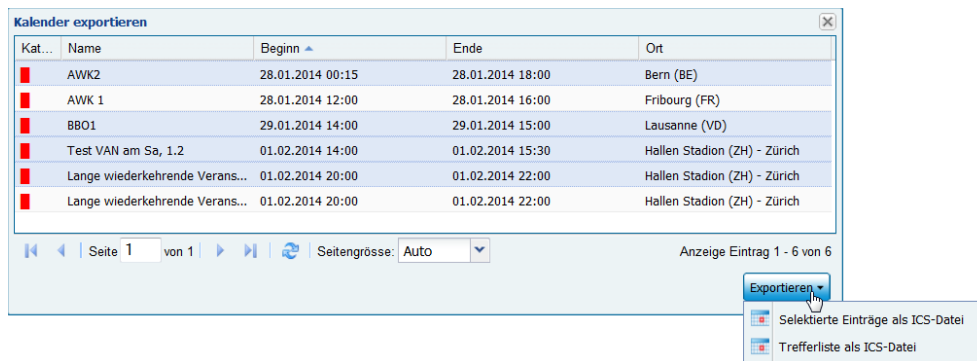 Kalender exportieren
Kat... Name Beginn Ende Ort
AWK2 28.01.2014 00:15 28.01.2014 18:00 Bern (BE)
AWK 1 28.01.2014 12:00 28.01.2014 16:00 Fribourg (FR)
BBO1 29.01.2014 14:00 29.01.2014 15:00 Lausanne (VD)
Test VAN am Sa, 1.2 01.02.2014 14:00 01.02.2014 15:30 Hallen Stadion (ZH) - Zürich
Lange wiederkehrende Verans... 01.02.2014 20:00 01.02.2014 22:00 Hallen Stadion (ZH) - Zürich
Lange wiederkehrende Verans... 01.02.2014 20:00 01.02.2014 22:00 Hallen Stadion (ZH) - Zürich
Seite 1 von 1 Seitengrösse: Auto Anzeige Eintrag 1 - 6 von 6
Exportieren
Selektierte Einträge als ICS-Datei
Trefferliste als ICS-Datei